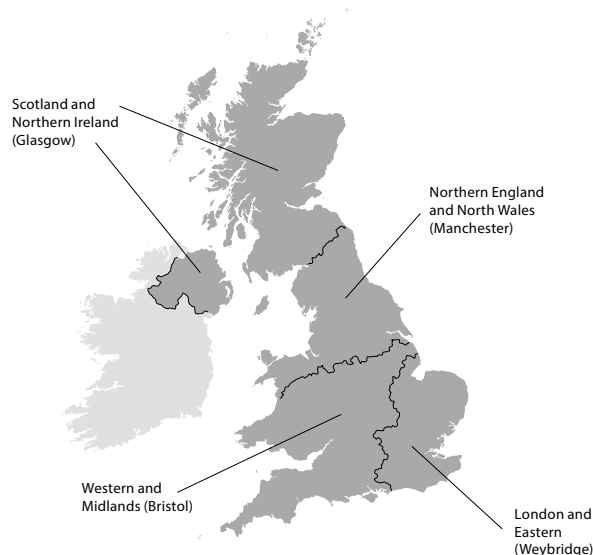 Scotland and
Northern Ireland
(Glasgow)
Northern England
and North Wales
(Manchester)
Western and
Midlands (Bristol)
London and
Eastern
(Weybridge)